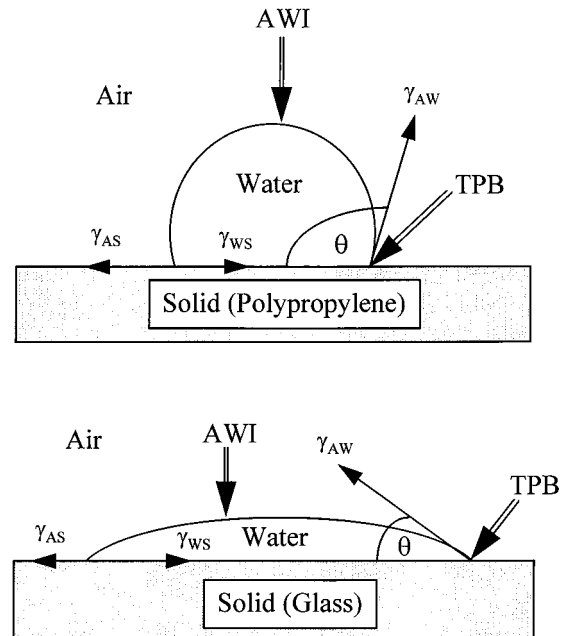 AWI
Air
γAW
Water
TPB
γAS
γWS
θ
Solid (Polypropylene)
Air
AWI
γAW
TPB
γAS
γWS
Water
θ
Solid (Glass)